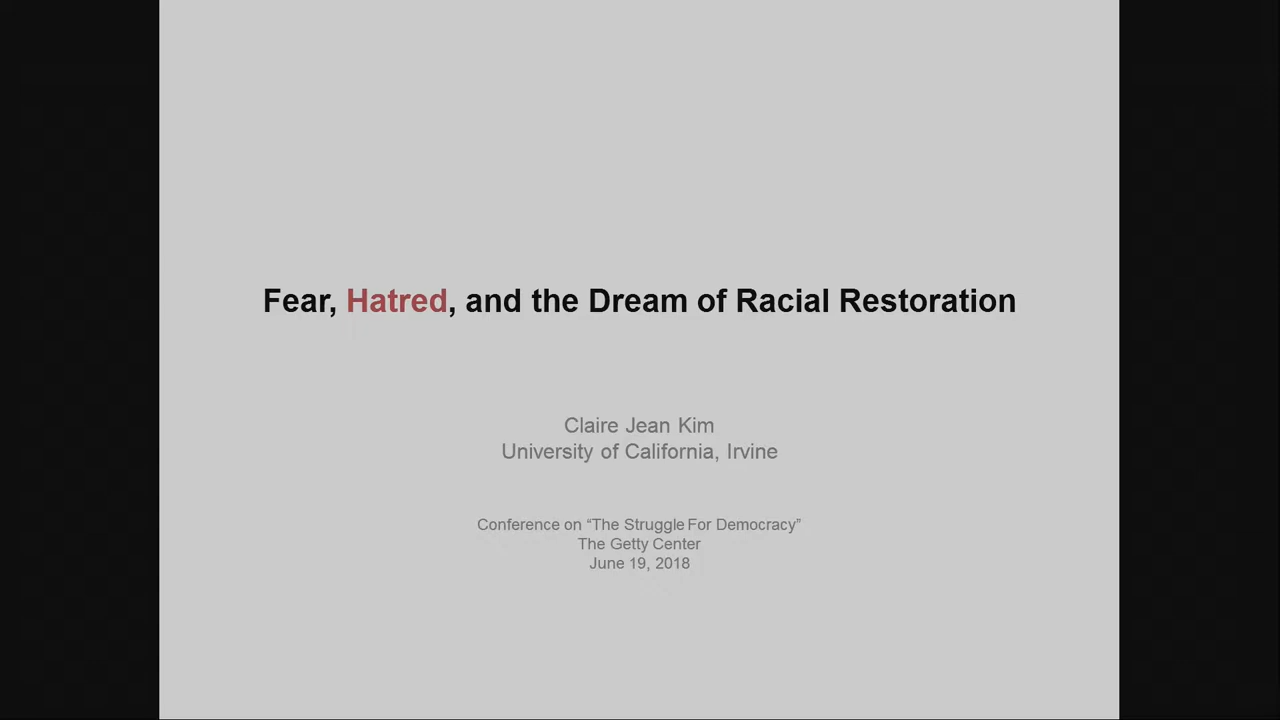 Fear, Hatred, and the Dream of Racial Restoration
Claire Jean Kim
University of California, Irvine
Conference on “The Struggle For Democracy”
The Getty Center
June 19, 2018